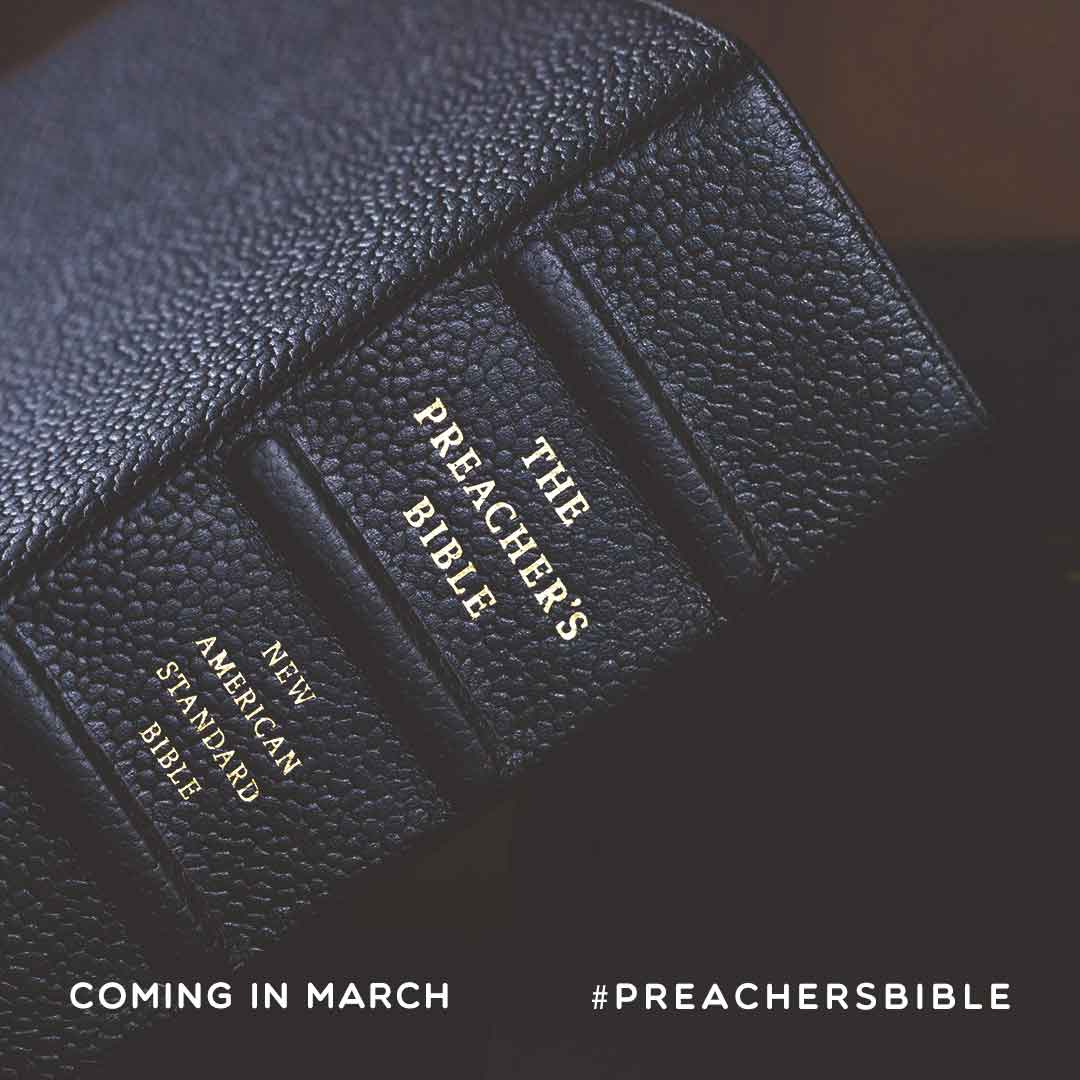 THE
PREACHER'S
BIBLE
NEW
AMERICAN
STANDARD
BIBLE
COMING IN MARCH
#PREACHERSBIBLE